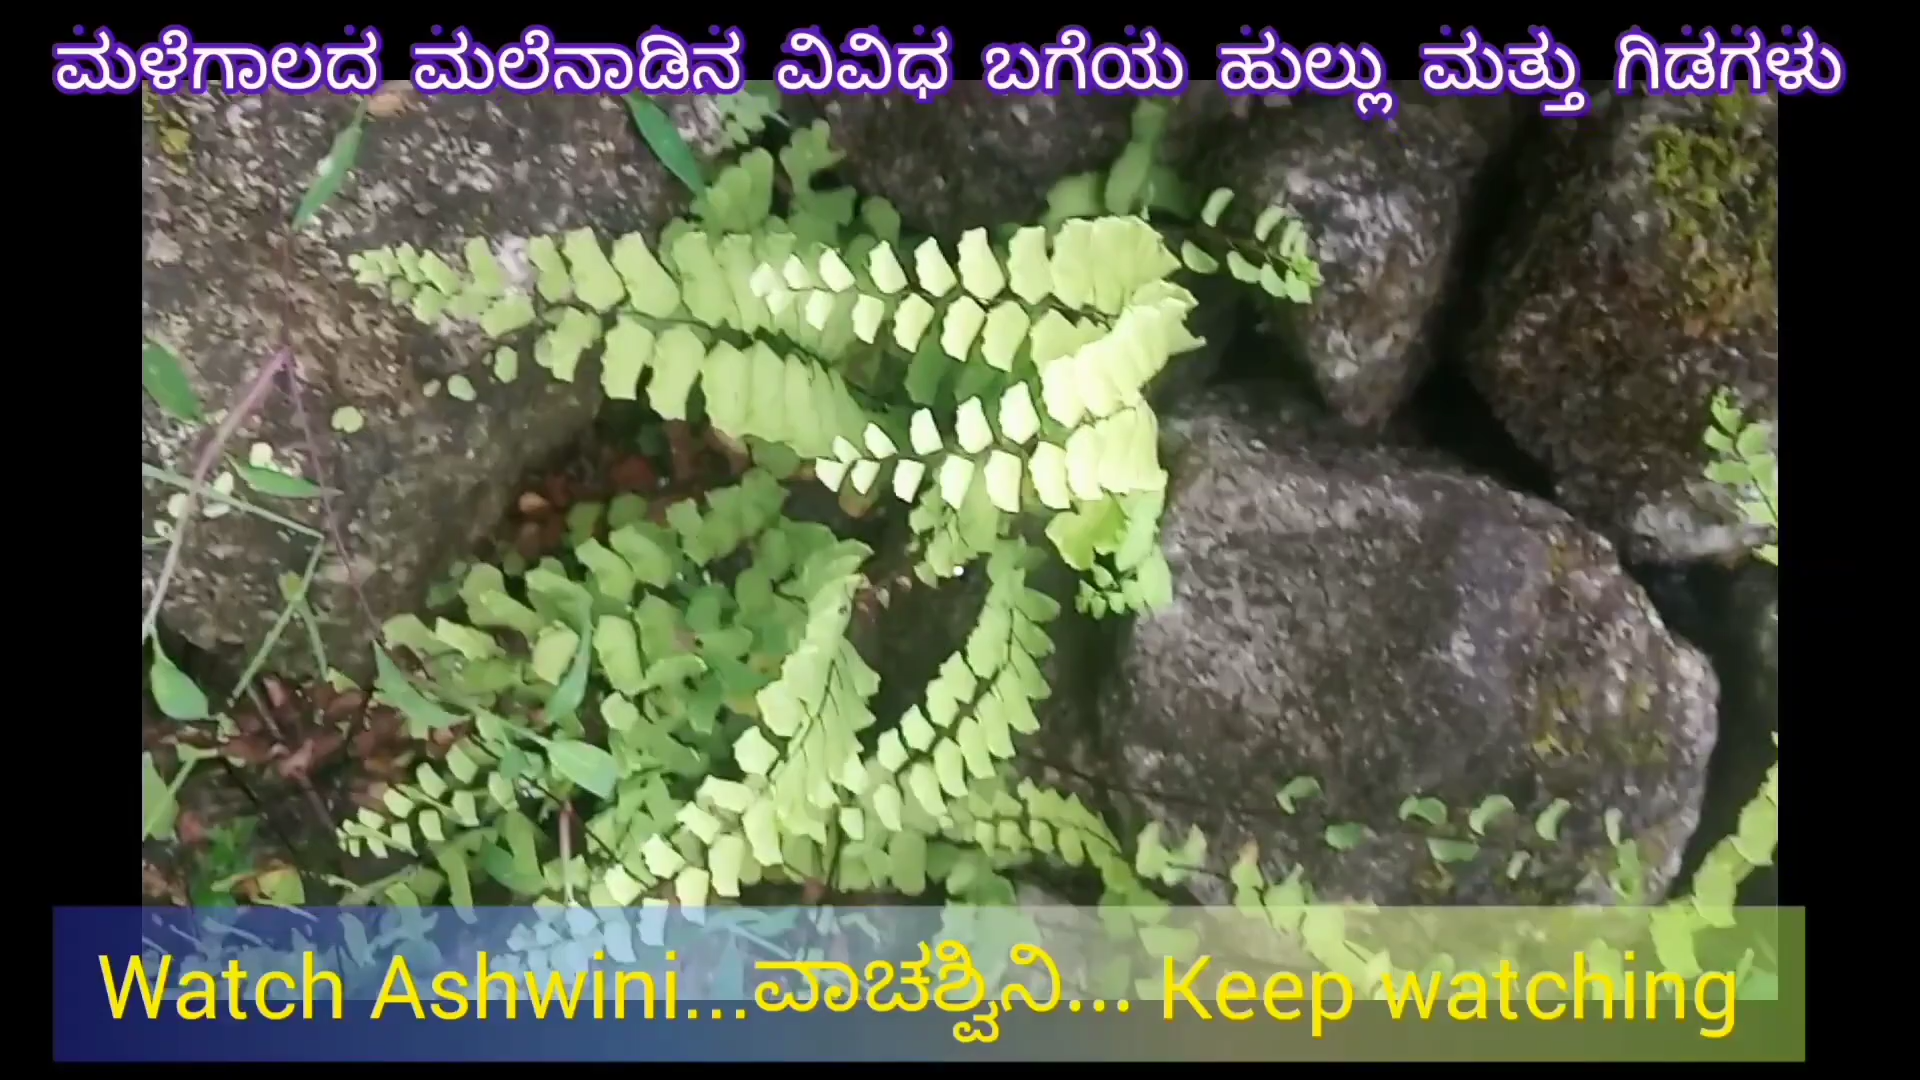 ಮಳೆಗಾಲದ ಮಲೆನಾಡಿನ ವಿವಿಧ ಬಗೆಯ ಹುಲ್ಲು ಮತ್ತು ಗಿಡಗಳು
Watch Ashwini...ವಾಚಶ್ವಿನಿ... Keep watching